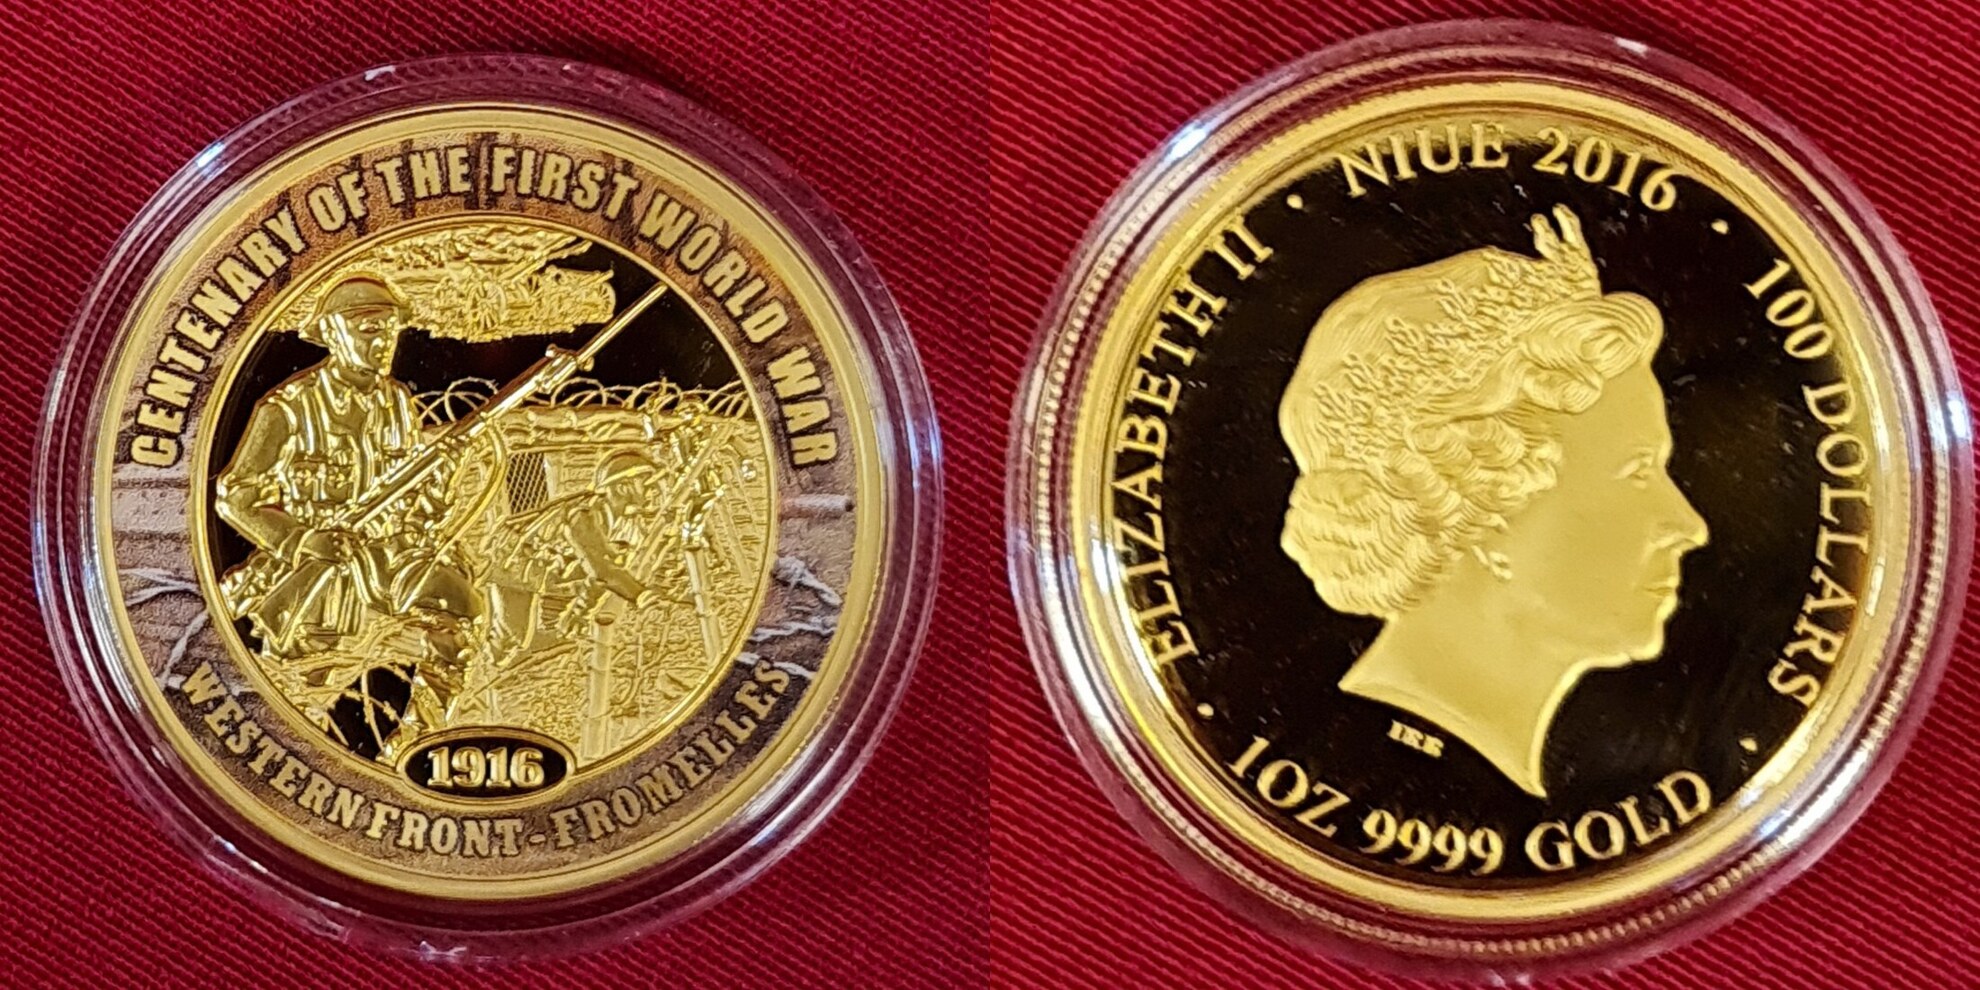 CENTENARY OF THE FIRST WORLD WAR
1916
WESTERN FRONT - FROMELLES
ELIZABETH II • NIUE 2016 • 100 DOLLARS •
1OZ 9999 GOLD •
IRB